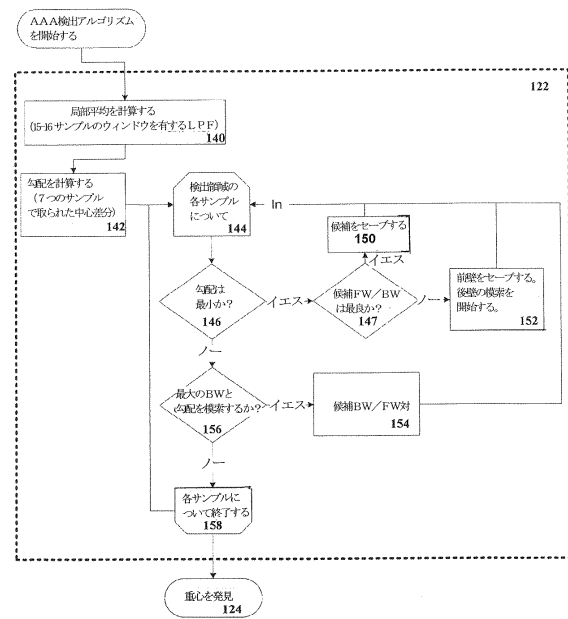 AAA検出アルゴリズム
を開始する
122
局部平均を計算する
(15-16サンプルのウィンドウを有するLPF)
140
勾配を計算する
(7つのサンプル
で取られた中心差分)
142
検出領域の
各サンプル
について
144
In
候補をセーブする
150
イエス
勾配は
最小か?
146
イエス
候補FW/BW
は最良か?
147
ノー
前壁をセーブする。
後壁の模索を
開始する。
152
ノー
最大のBWと
勾配を模索するか?
156
イエス
候補BW/FW対
154
ノー
各サンプルに
ついて終了する
158
重心を発見
124